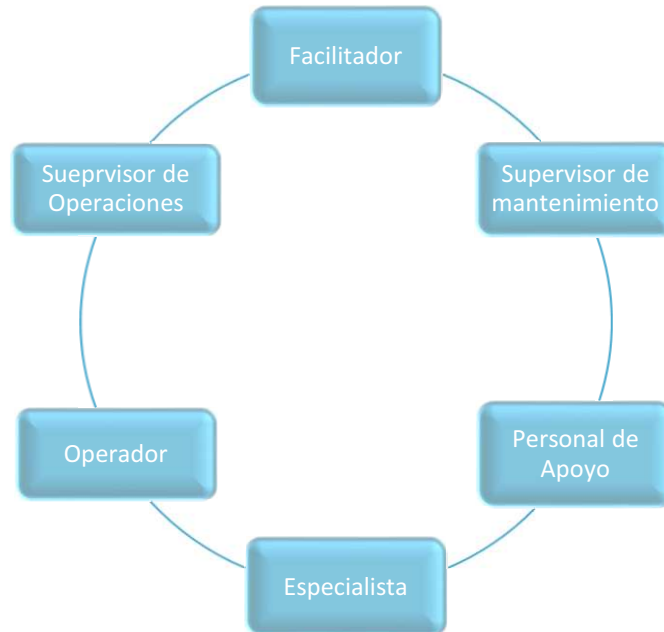 Facilitador
Sueprvisor de
Operaciones
Supervisor de
mantenimiento
Operador
Personal de
Apoyo
Especialista